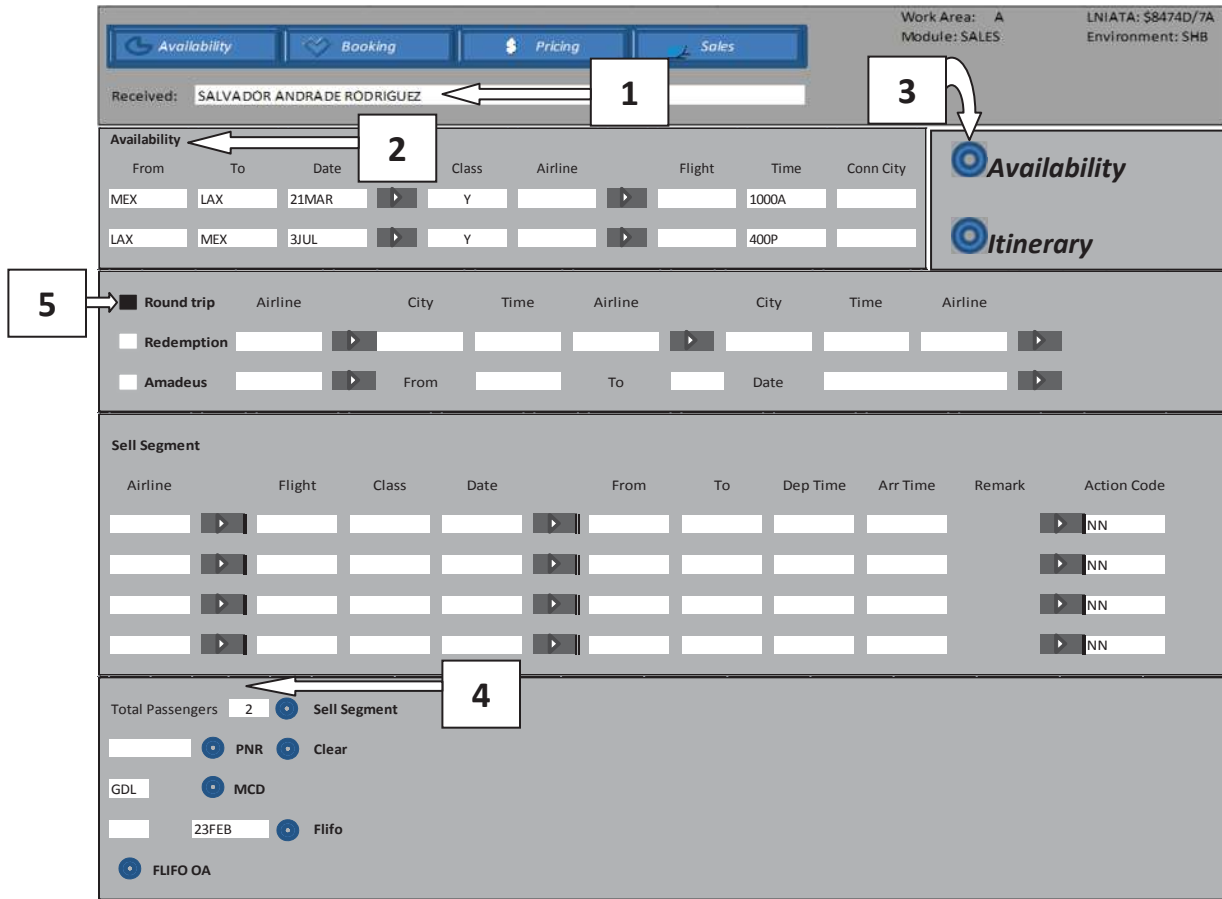 Work Area: A LNIATA: $8474D/7A
Module: SALES Environment: SHB
Availability Booking $ Pricing Sales
Received: SALVADOR ANDRADE RODRIGUEZ 1
3
Availability
2
From To Date Class Airline Flight Time Conn City
MEX LAX 21MAR Y 1000A
LAX MEX 3JUL Y 400P
Availability
Itinerary
5
Round trip Airline City Time Airline City Time Airline
Redemption
Amadeus From To Date
Sell Segment
Airline Flight Class Date From To Dep Time Arr Time Remark Action Code
NN
NN
NN
NN
4
Total Passengers 2 Sell Segment
PNR Clear
GDL MCD
23FEB Flifo
FLIFO OA